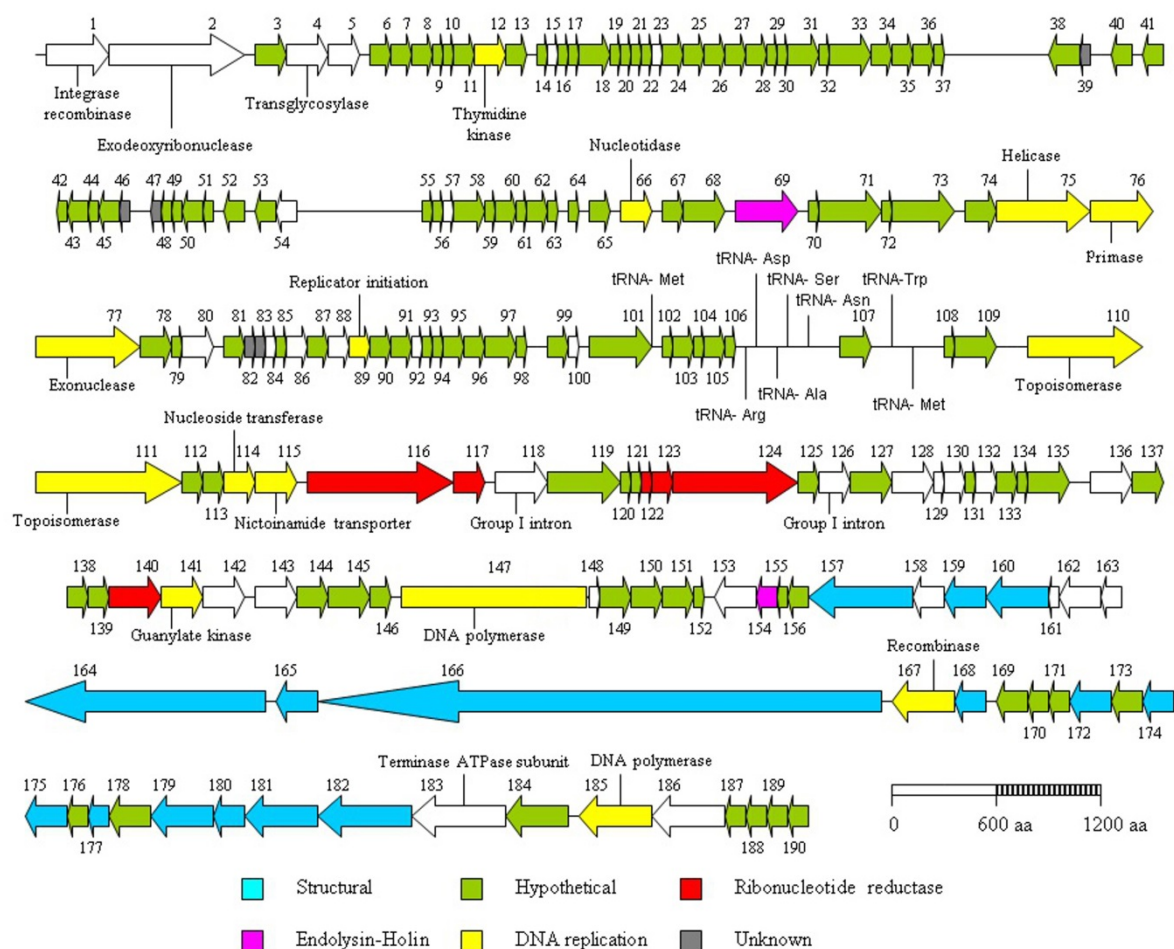 1 2 3 4 5 6 7 8 10 12 13 15 17 19 21 23 25 27 29 31 33 34 36 38 40 41
9 11 14 16 18 20 22 24 26 28 30 32 35 37 39
Integrase recombinase
Exodeoxyribonuclease
Transglycosylase
Thymidine kinase
Nucleotidase
Helicase
42 44 46 47 49 51 52 53 55 57 58 60 62 64 66 67 68 69 71 73 74 75 76
43 45 48 50 54 56 59 61 63 65 70 72
Primase
tRNA- Asp
tRNA- Met
tRNA- Ser
tRNA-Trp
Replicator initiation
tRNA- Asn
77 78 80 81 83 85 87 88 91 93 95 97 99 101 102 104 106 107 108 109 110
79 82 84 86 89 90 92 94 96 98 100 103 105
Exonuclease
tRNA- Ala
tRNA- Arg
tRNA- Met
Topoisomerase
Nucleoside transferase
111 112 114 115 116 117 118 119 121 123 124 125 126 127 128 130 132 134 135 136 137
113 120 122 129 131 133
Topoisomerase
Nictoinamide transporter
Group I intron
Group I intron
138 140 141 142 143 144 145 147 148 150 151 153 155 157 158 159 160 162 163
139 146 149 152 154 156 161
Guanylate kinase
DNA polymerase
Recombinase
164 165 166 167 168 169 171 173
170 172 174
Terminase ATPase subunit
DNA polymerase
175 176 178 179 180 181 182 183 184 185 186 187 189
177 188 190
0 600 aa 1200 aa
Structural
Hypothetical
Ribonucleotide reductase
Endolysin-Holin
DNA replication
Unknown